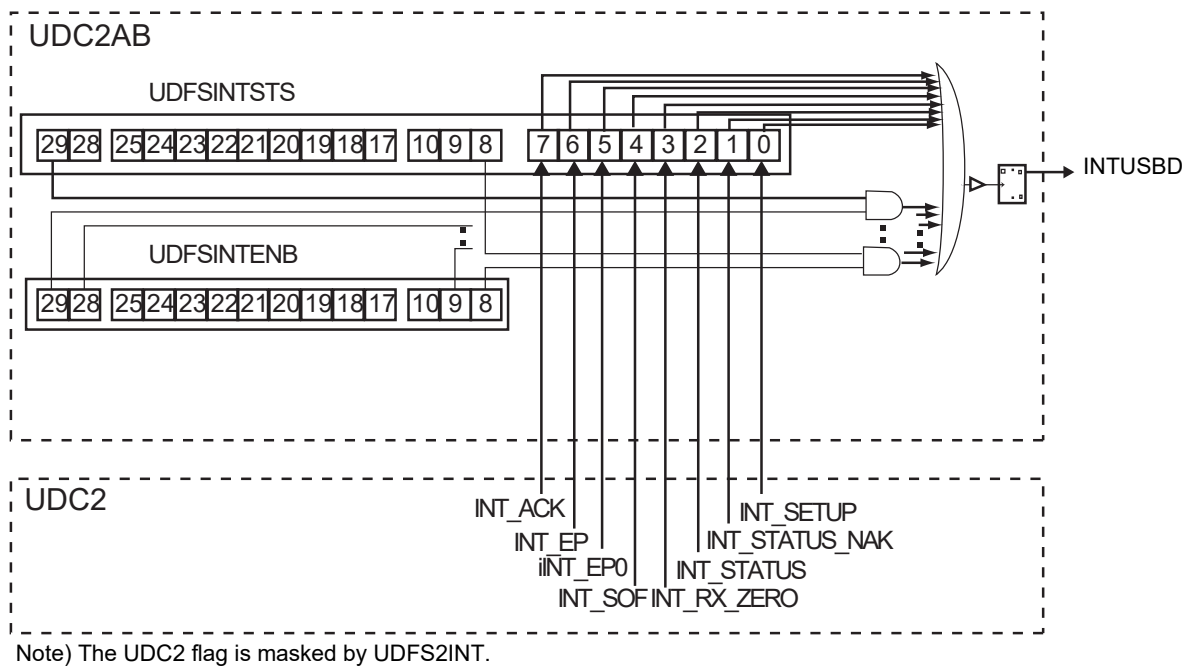 UDC2AB
UDFSINTSTS
29 28 25 24 23 22 21 20 19 18 17 10 9 8 7 6 5 4 3 2 1 0
INTUSBD
UDFSINTENB
29 28 25 24 23 22 21 20 19 18 17 10 9 8
UDC2
INT_ACK
INT_SETUP
INT_EP
INT_STATUS_NAK
iINT_EP0
INT_STATUS
INT_SOF
INT_RX_ZERO
Note) The UDC2 flag is masked by UDFS2INT.